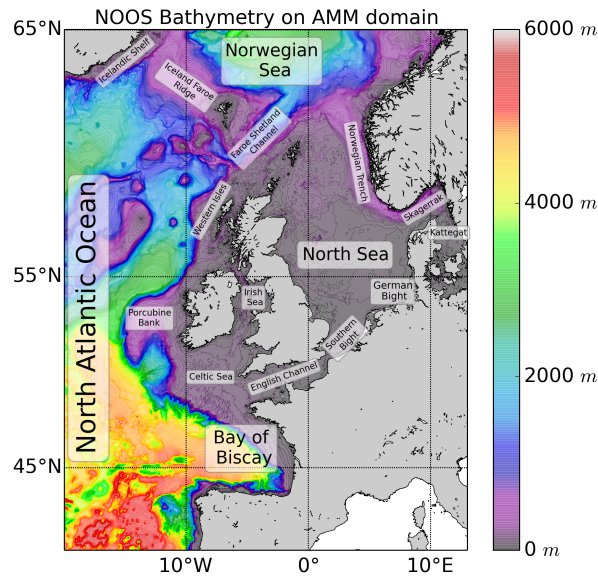 NOOS Bathymetry on AMM domain
65°N
55°N
45°N
10°W
0°
10°E
6000 m
4000 m
2000 m
0 m
Icelandic Shelf
Norwegian
Sea
Iceland Faroe
Ridge
Faroe Shetland
Channel
Norwegian Trench
Skagerrak
Kattegat
Western Isles
North Atlantic Ocean
North Sea
German
Bight
Irish
Sea
Porcubine
Bank
Southern
Bight
Celtic Sea
English Channel
Bay of
Biscay